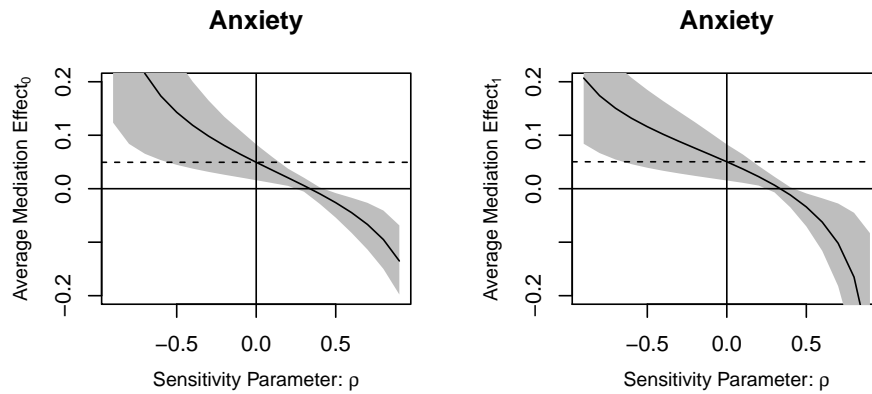 Anxiety
Average Mediation Effect0
0.2
0.1
0.0
−0.2
−0.5
0.0
0.5
Sensitivity Parameter: ρ
Anxiety
Average Mediation Effect1
0.2
0.1
0.0
−0.2
−0.5
0.0
0.5
Sensitivity Parameter: ρ